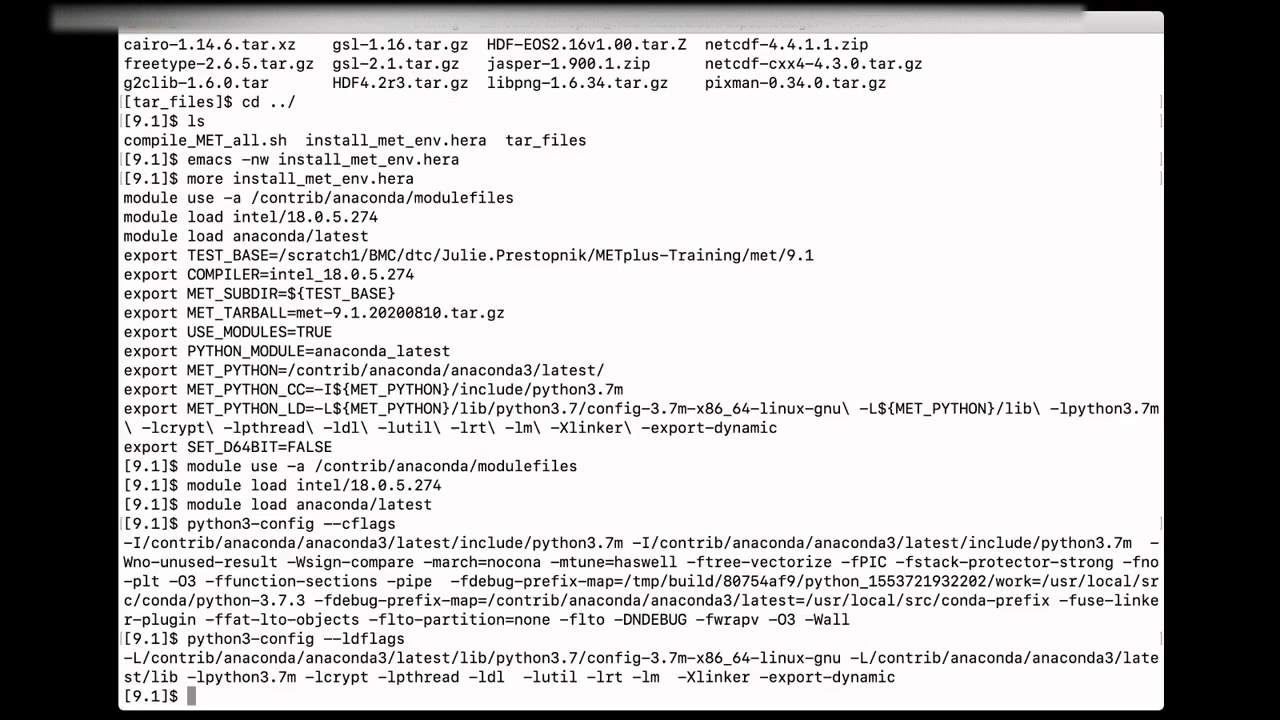 cairo-1.14.6.tar.xz gsl-1.16.tar.gz HDF-EOS2.16v1.00.tar.Z netcdf-4.4.1.1.zip
freetype-2.6.5.tar.gz gsl-2.1.tar.gz jasper-1.900.1.zip netcdf-cxx4-4.3.0.tar.gz
g2clib-1.6.0.tar HDF4.2r3.tar.gz libpng-1.6.34.tar.gz pixman-0.34.0.tar.gz
[tar_files]$ cd ../
[9.1]$ ls
compile_MET_all.sh install_met_env.hera tar_files
[9.1]$ emacs -nw install_met_env.hera
[9.1]$ more install_met_env.hera
module use -a /contrib/anaconda/modulefiles
module load intel/18.0.5.274
module load anaconda/latest
export TEST_BASE=/scratch1/BMC/dtc/Julie.Prestopnik/METplus-Training/met/9.1
export COMPILER=intel_18.0.5.274
export MET_SUBDIR=${TEST_BASE}
export MET_TARBALL=met-9.1.20200810.tar.gz
export USE_MODULES=TRUE
export PYTHON_MODULE=anaconda_latest
export MET_PYTHON=/contrib/anaconda/anaconda3/latest/
export MET_PYTHON_CC=-I${MET_PYTHON}/include/python3.7m
export MET_PYTHON_LD=-L${MET_PYTHON}/lib/python3.7/config-3.7m-x86_64-linux-gnu\ -L${MET_PYTHON}/lib\ -lpython3.7m
\ -lcrypt\ -lpthread\ -ldl\ -lutil\ -lrt\ -lm\ -Xlinker\ -export-dynamic
export SET_D64BIT=FALSE
[9.1]$ module use -a /contrib/anaconda/modulefiles
[9.1]$ module load intel/18.0.5.274
[9.1]$ module load anaconda/latest
[9.1]$ python3-config --cflags
-I/contrib/anaconda/anaconda3/latest/include/python3.7m -I/contrib/anaconda/anaconda3/latest/include/python3.7m -
Wno-unused-result -Wsign-compare -march=nocona -mtune=haswell -ftree-vectorize -fPIC -fstack-protector-strong -fno
-plt -O3 -ffunction-sections -pipe -fdebug-prefix-map=/tmp/build/80754af9/python_1553721932202/work=/usr/local/sr
c/conda/python-3.7.3 -fdebug-prefix-map=/contrib/anaconda/anaconda3/latest=/usr/local/src/conda-prefix -fuse-linke
r-plugin -ffat-lto-objects -flto-partition=none -flto -DNDEBUG -fwrapv -O3 -Wall
[9.1]$ python3-config --ldflags
-L/contrib/anaconda/anaconda3/latest/lib/python3.7/config-3.7m-x86_64-linux-gnu -L/contrib/anaconda/anaconda3/late
st/lib -lpython3.7m -lcrypt -lpthread -ldl -lutil -lrt -lm -Xlinker -export-dynamic
[9.1]$